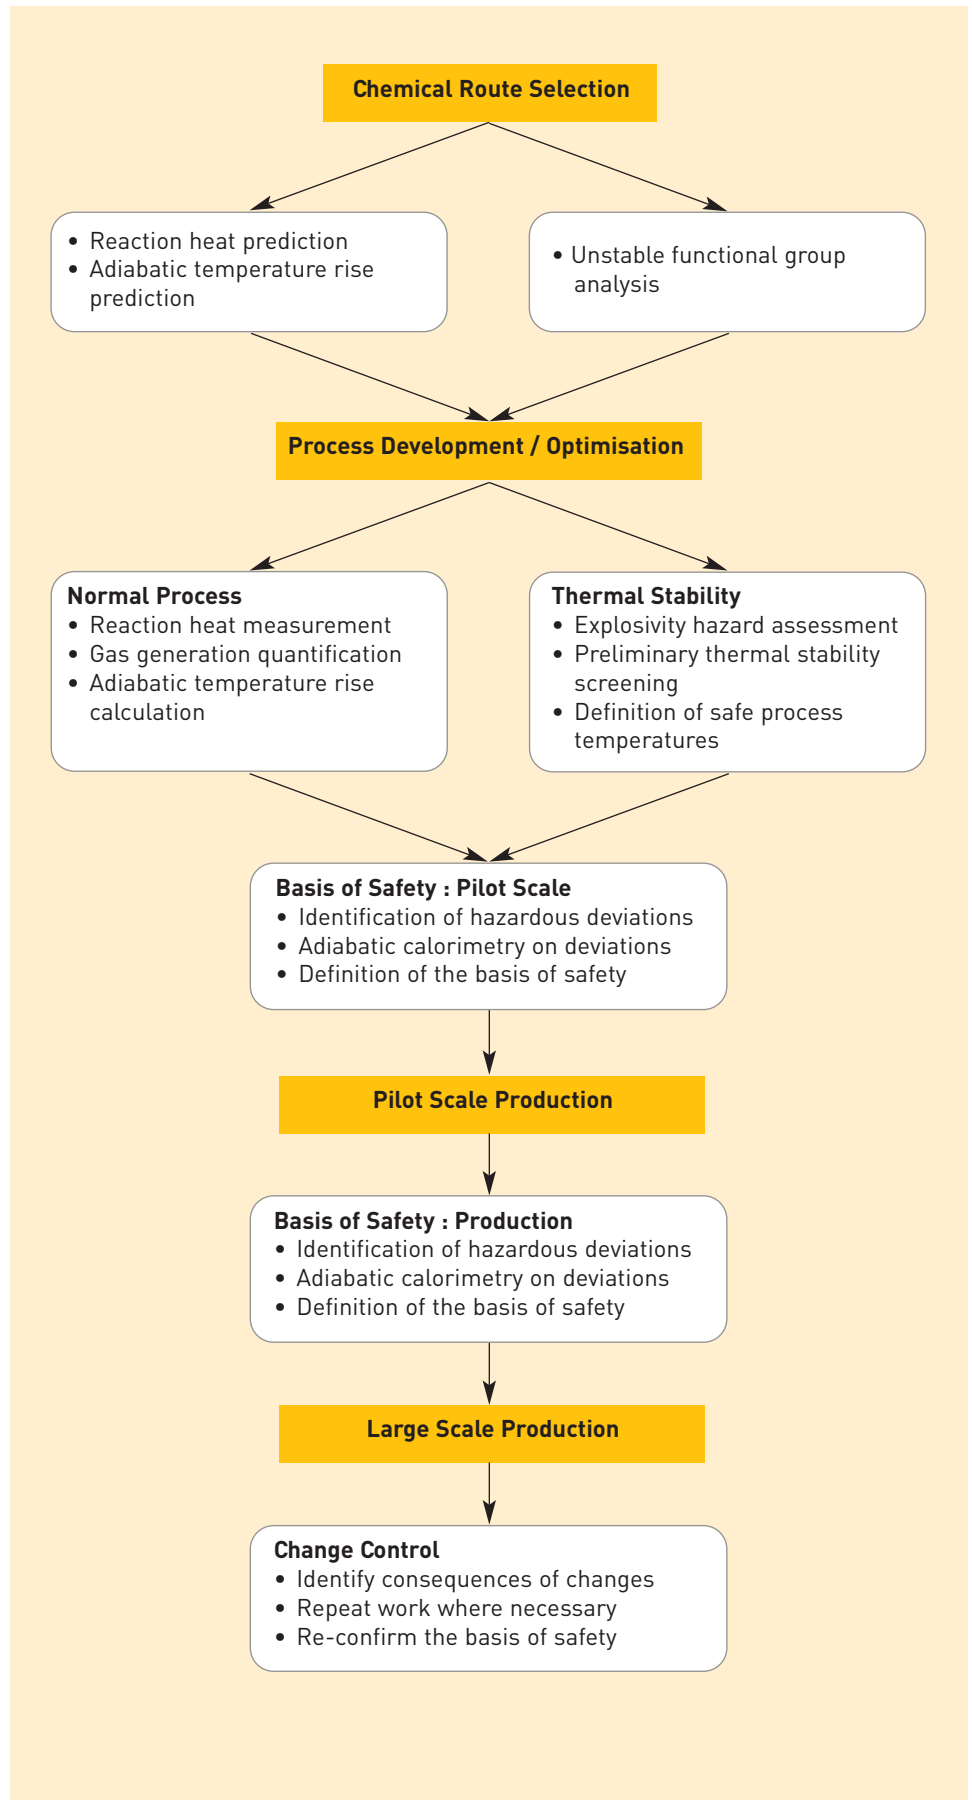 Chemical Route Selection
• Reaction heat prediction
• Adiabatic temperature rise
prediction
• Unstable functional group
analysis
Process Development / Optimisation
Normal Process
• Reaction heat measurement
• Gas generation quantification
• Adiabatic temperature rise
calculation
Thermal Stability
• Explosivity hazard assessment
• Preliminary thermal stability
screening
• Definition of safe process
temperatures
Basis of Safety : Pilot Scale
• Identification of hazardous deviations
• Adiabatic calorimetry on deviations
• Definition of the basis of safety
Pilot Scale Production
Basis of Safety : Production
• Identification of hazardous deviations
• Adiabatic calorimetry on deviations
• Definition of the basis of safety
Large Scale Production
Change Control
• Identify consequences of changes
• Repeat work where necessary
• Re-confirm the basis of safety